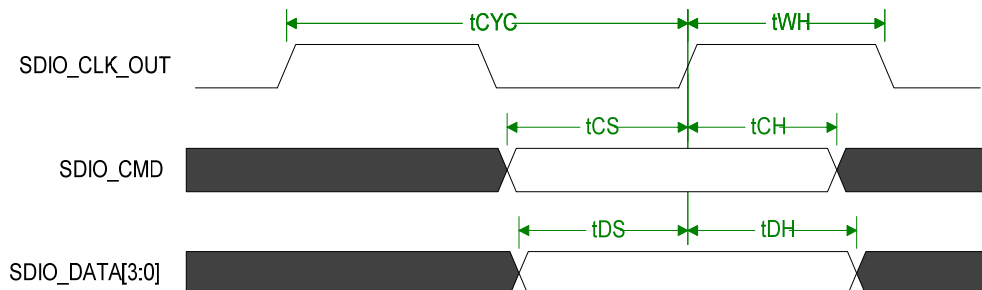 tCYC tWH
SDIO_CLK_OUT
tCS tCH
SDIO_CMD
tDS tDH
SDIO_DATA[3:0]